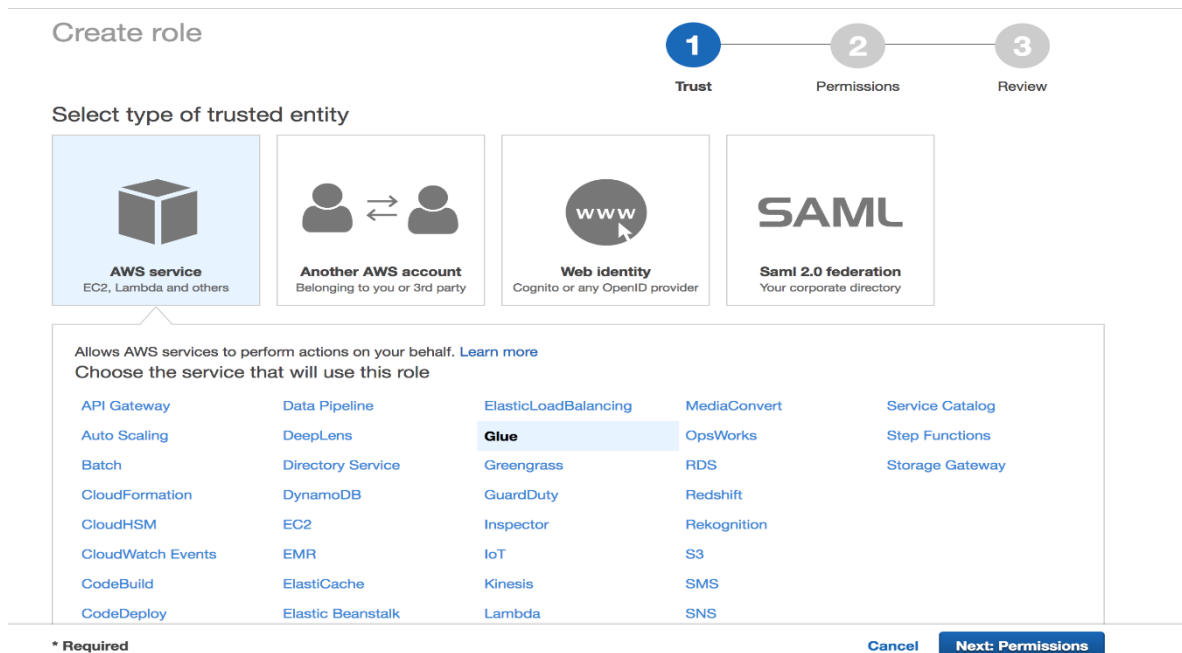 Create role
1 2 3
Trust Permissions Review
Select type of trusted entity
www SAML
AWS service Another AWS account Web identity Saml 2.0 federation
EC2, Lambda and others Belonging to you or 3rd party Cognito or any OpenID provider Your corporate directory
Allows AWS services to perform actions on your behalf. Learn more
Choose the service that will use this role
API Gateway Data Pipeline ElasticLoadBalancing MediaConvert Service Catalog
Auto Scaling DeepLens Glue OpsWorks Step Functions
Batch Directory Service Greengrass RDS Storage Gateway
CloudFormation DynamoDB GuardDuty Redshift
CloudHSM EC2 Inspector Rekognition
CloudWatch Events EMR IoT S3
CodeBuild ElastiCache Kinesis SMS
CodeDeploy Elastic Beanstalk Lambda SNS
* Required Cancel Next: Permissions